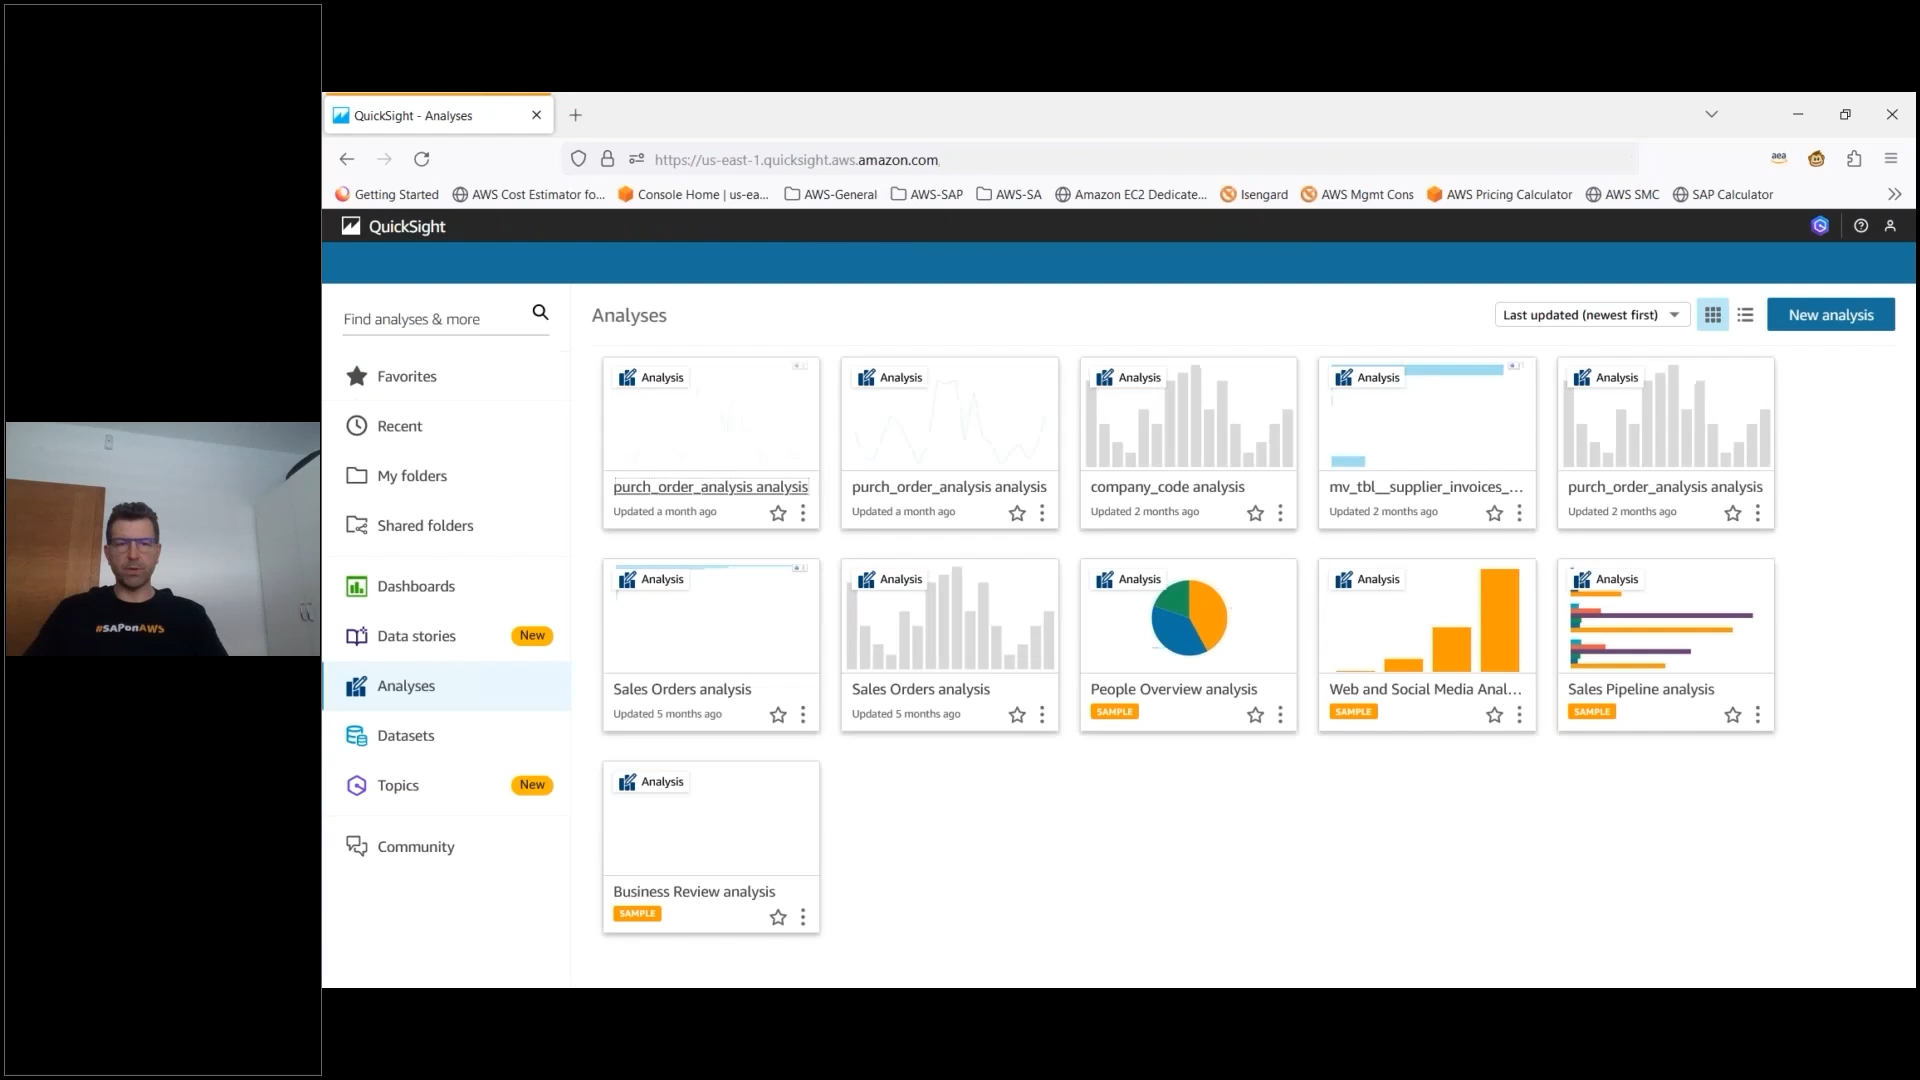 QuickSight - Analyses
https://us-east-1.quicksight.aws.amazon.com
aea
Getting Started
AWS Cost Estimator fo...
Console Home | us-ea...
AWS-General
AWS-SAP
AWS-SA
Amazon EC2 Dedicate...
Isengard
AWS Mgmt Cons
AWS Pricing Calculator
AWS SMC
SAP Calculator
QuickSight
Find analyses & more
Favorites
Recent
My folders
Shared folders
Dashboards
Data stories New
Analyses
Datasets
Topics New
Community
Analyses
Last updated (newest first)
New analysis
Analysis
purch_order_analysis analysis
Updated a month ago
Analysis
purch_order_analysis analysis
Updated a month ago
Analysis
company_code analysis
Updated 2 months ago
Analysis
mv_tbl__supplier_invoices_...
Updated 2 months ago
Analysis
purch_order_analysis analysis
Updated 2 months ago
Analysis
Sales Orders analysis
Updated 5 months ago
Analysis
Sales Orders analysis
Updated 5 months ago
Analysis
People Overview analysis
SAMPLE
Analysis
Web and Social Media Anal...
SAMPLE
Analysis
Sales Pipeline analysis
SAMPLE
Analysis
Business Review analysis
SAMPLE
#SAPonAWS